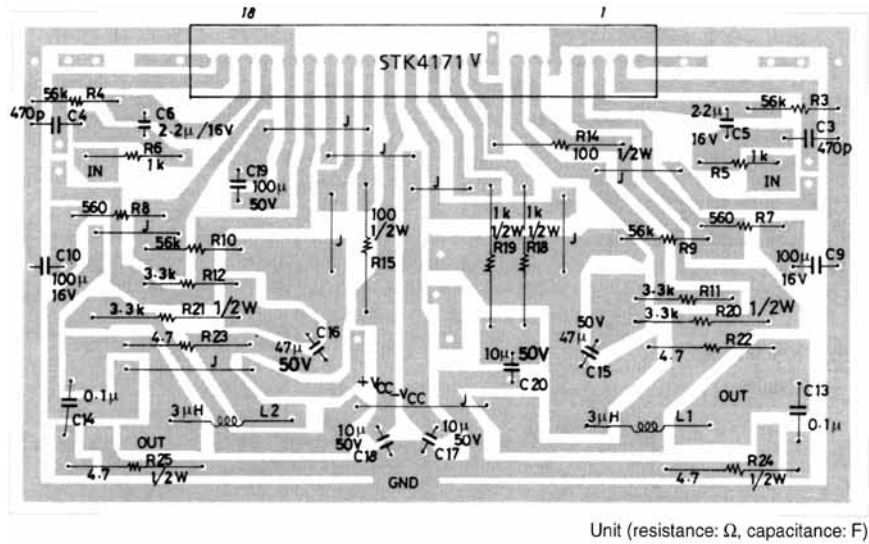 18 1
STK4171V
56k R4
470p C4
C6
2.2μ/16V
R6
1k
IN
C19
100μ
50V
J
J
J
R14
100 1/2W
J
2.2μ
16V C5
56k R3
C3
470p
1k
R5
IN
560 R8
J
56k R10
C10
100μ
16V
3.3k R12
3.3k R21 1/2W
4.7 R23
J
J
100
1/2W
R15
1k 1k
1/2W 1/2W
R19 R18
J
560 R7
56k
R9
100μ C9
16V
3.3k R11
3.3k R20 1/2W
4.7 R22
C16
47μ
50V
10μ 50V
C20
50V
47μ
C15
+VCC -VCC
J
0.1μ
C14
3μH L2
OUT
4.7 R25
1/2W
10μ
50V
C18
10μ
50V
C17
GND
OUT
3μH L1
C13
0.1μ
R24
4.7 1/2W
Unit (resistance: Ω, capacitance: F)